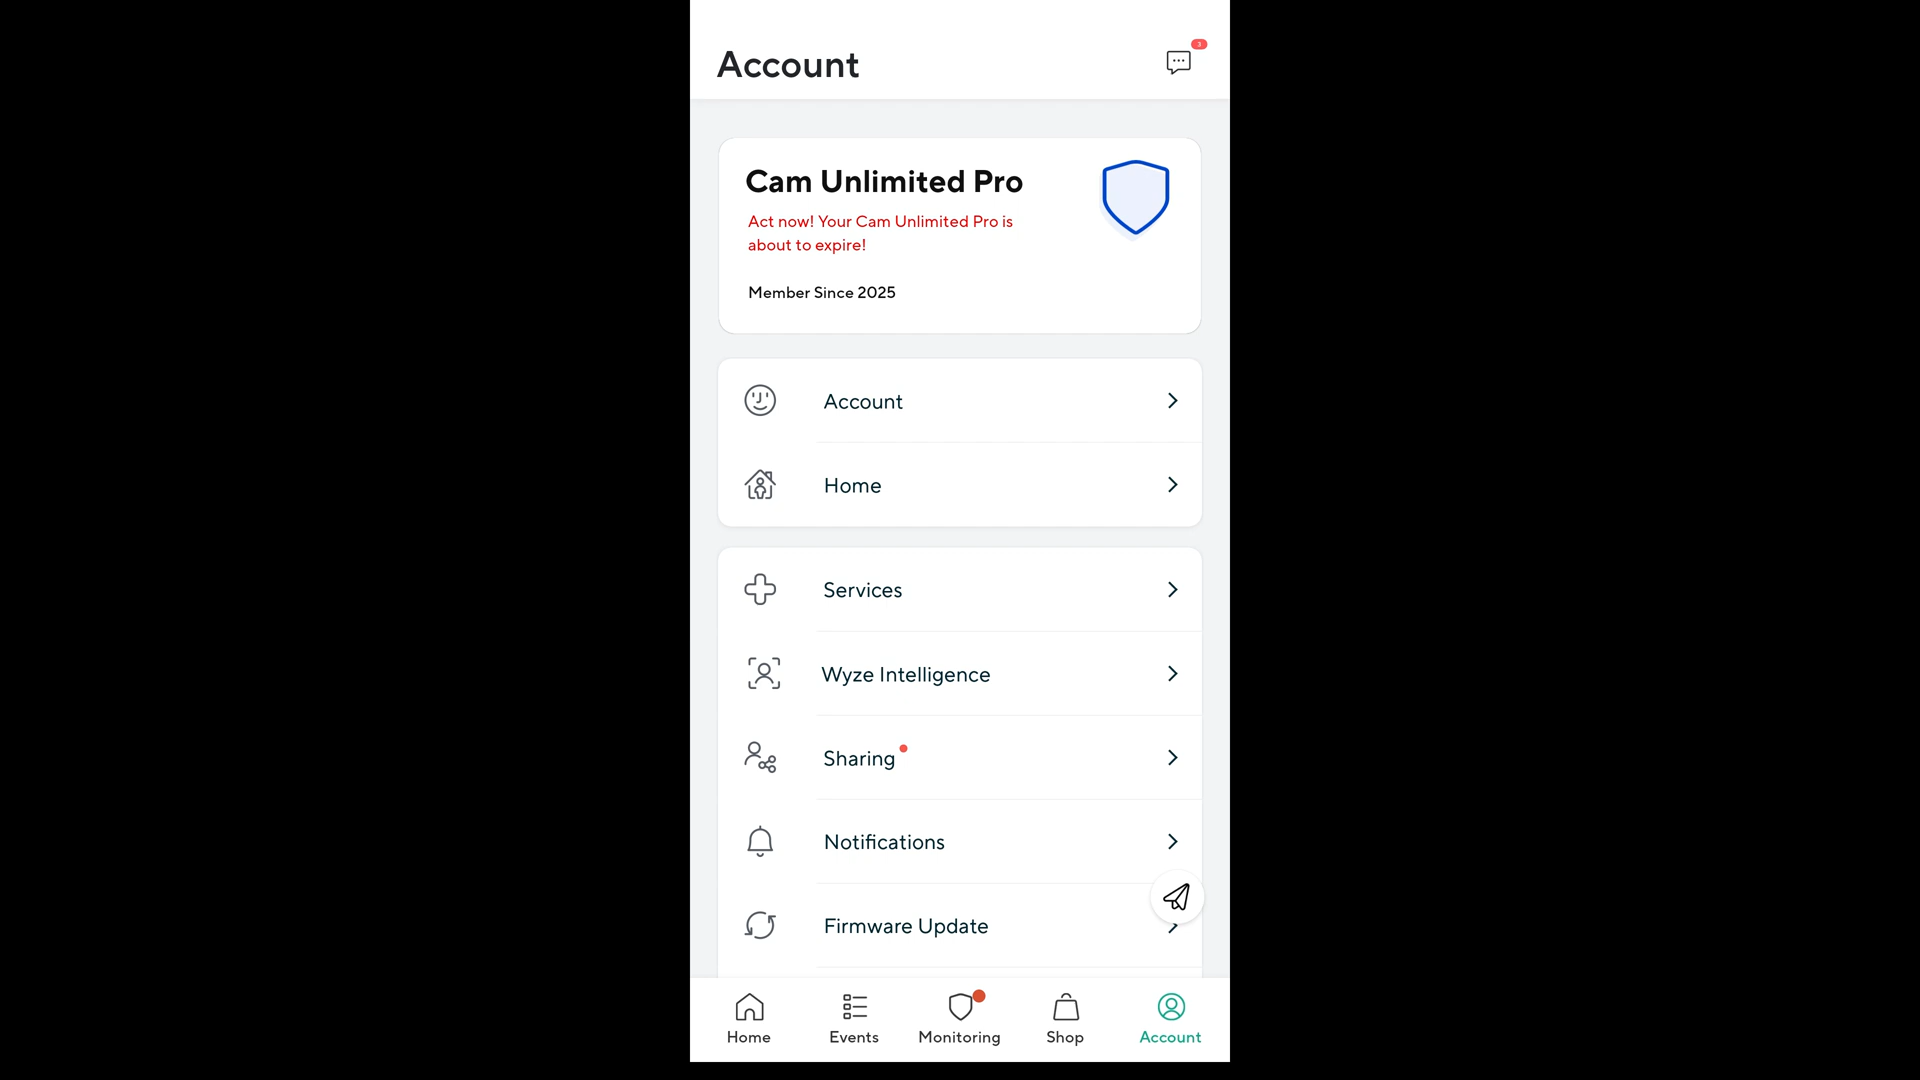 Account
3
Cam Unlimited Pro
Act now! Your Cam Unlimited Pro is
about to expire!
Member Since 2025
Account
Home
Services
Wyze Intelligence
Sharing
Notifications
Firmware Update
Home
Events
Monitoring
Shop
Account